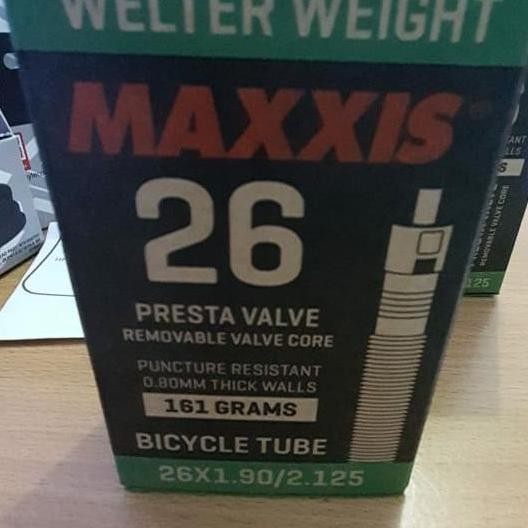 WELTER WEIGHT
MAXXIS®
26
PRESTA VALVE
REMOVABLE VALVE CORE
PUNCTURE RESISTANT
0.80MM THICK WALLS
161 GRAMS
BICYCLE TUBE
26X1.90/2.125